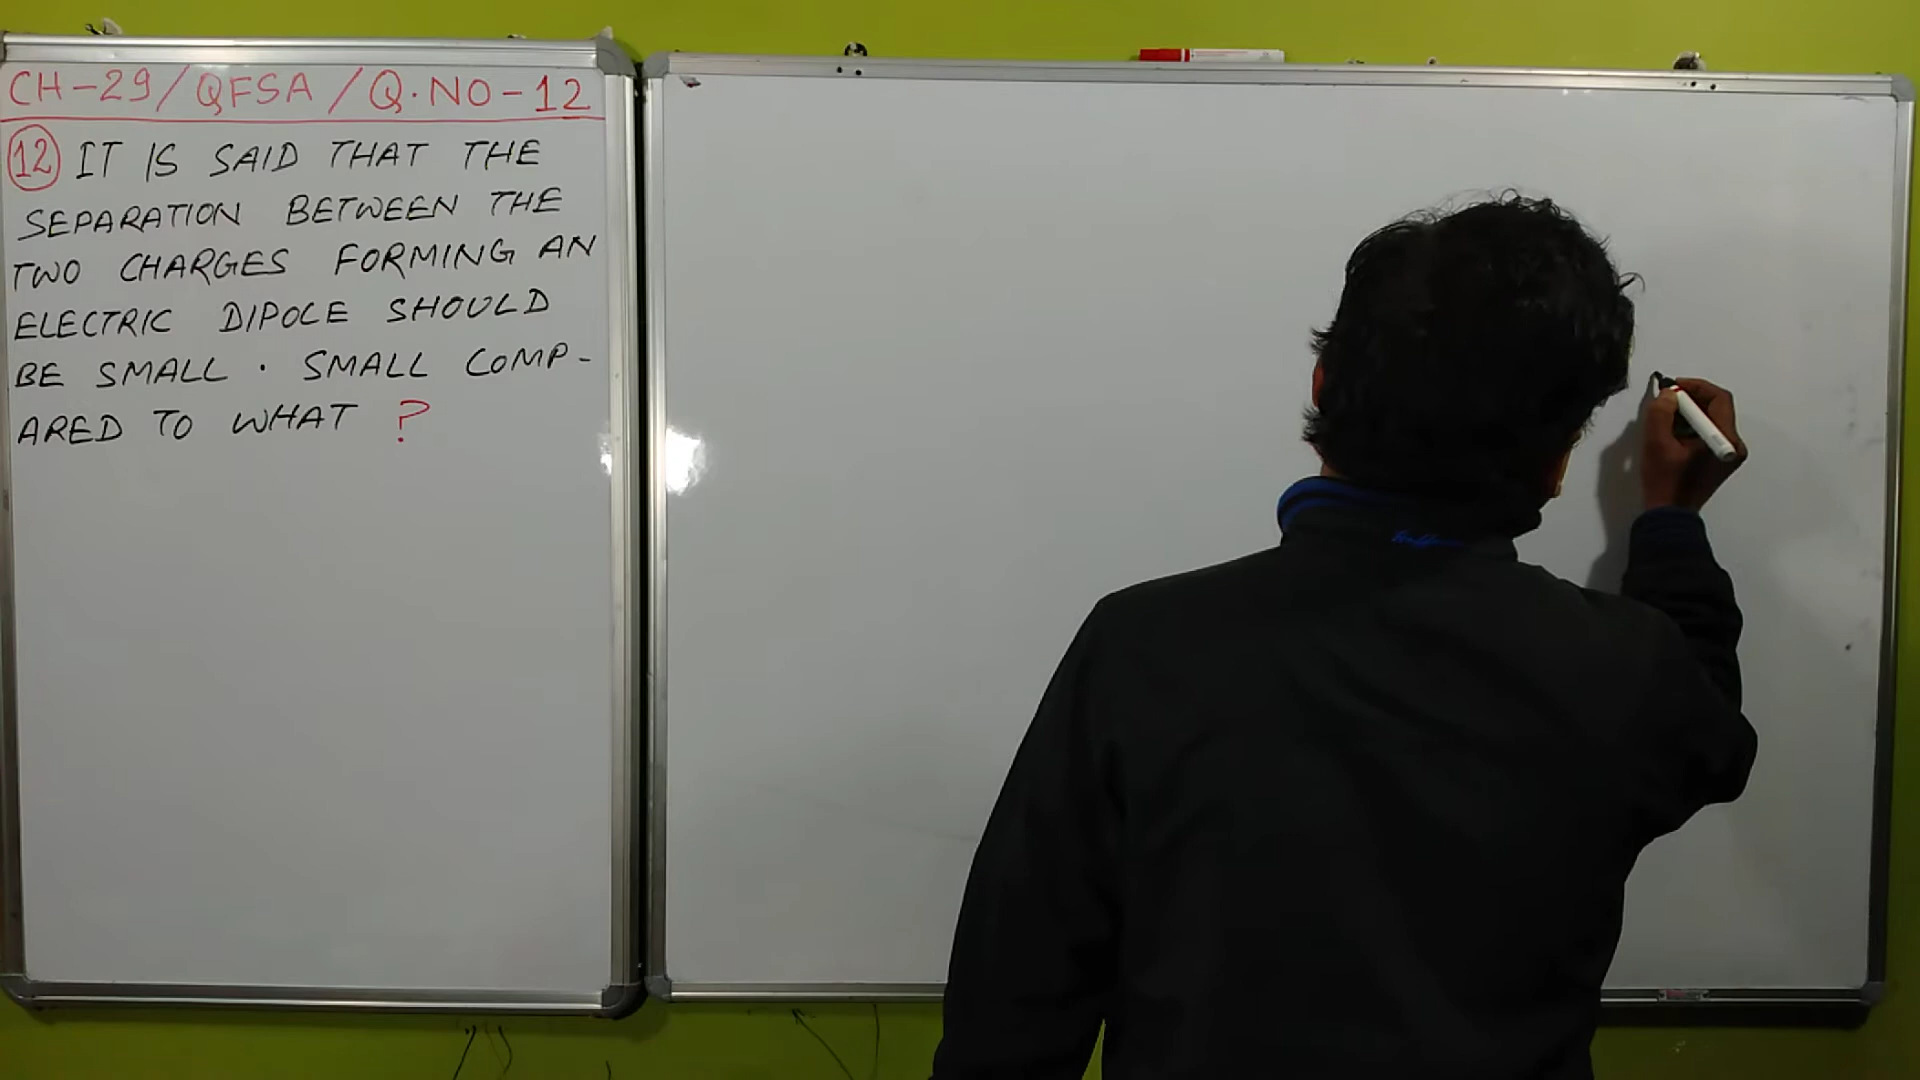 CH-29/QFSA/Q.NO-12
12 IT IS SAID THAT THE
SEPARATION BETWEEN THE
TWO CHARGES FORMING AN
ELECTRIC DIPOLE SHOULD
BE SMALL. SMALL COMP-
ARED TO WHAT ?